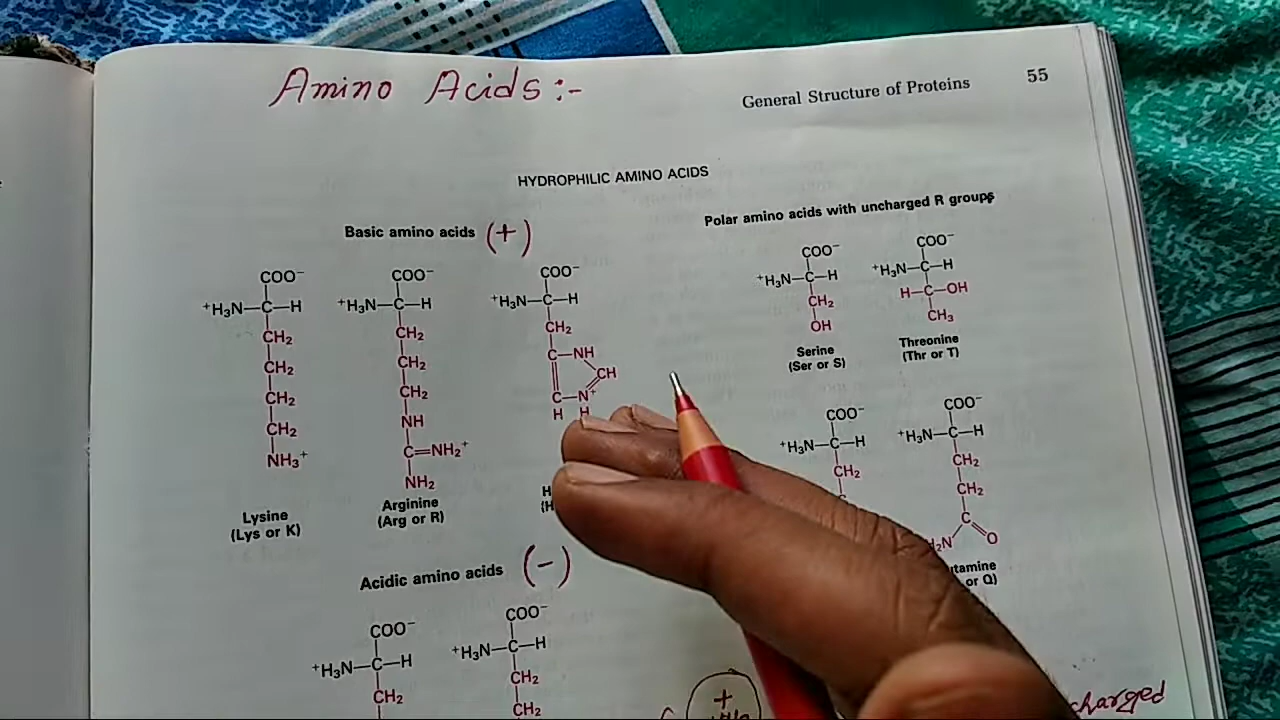 Amino Acids :-
General Structure of Proteins 55
HYDROPHILIC AMINO ACIDS
Basic amino acids (+)
COO⁻
⁺H₃N—C—H
CH₂
CH₂
CH₂
CH₂
NH₃⁺
Lysine
(Lys or K)
COO⁻
⁺H₃N—C—H
CH₂
CH₂
CH₂
NH
C=NH₂⁺
NH₂
Arginine
(Arg or R)
COO⁻
⁺H₃N—C—H
CH₂
C—NH
CH
C—N⁺
H H
Polar amino acids with uncharged R groups
COO⁻
⁺H₃N—C—H
CH₂
OH
Serine
(Ser or S)
COO⁻
⁺H₃N—C—H
H—C—OH
CH₃
Threonine
(Thr or T)
COO⁻
⁺H₃N—C—H
CH₂
COO⁻
⁺H₃N—C—H
CH₂
CH₂
C
O
or Q)
Acidic amino acids (-)
COO⁻
⁺H₃N—C—H
CH₂
COO⁻
⁺H₃N—C—H
CH₂
CH₂
+
charged